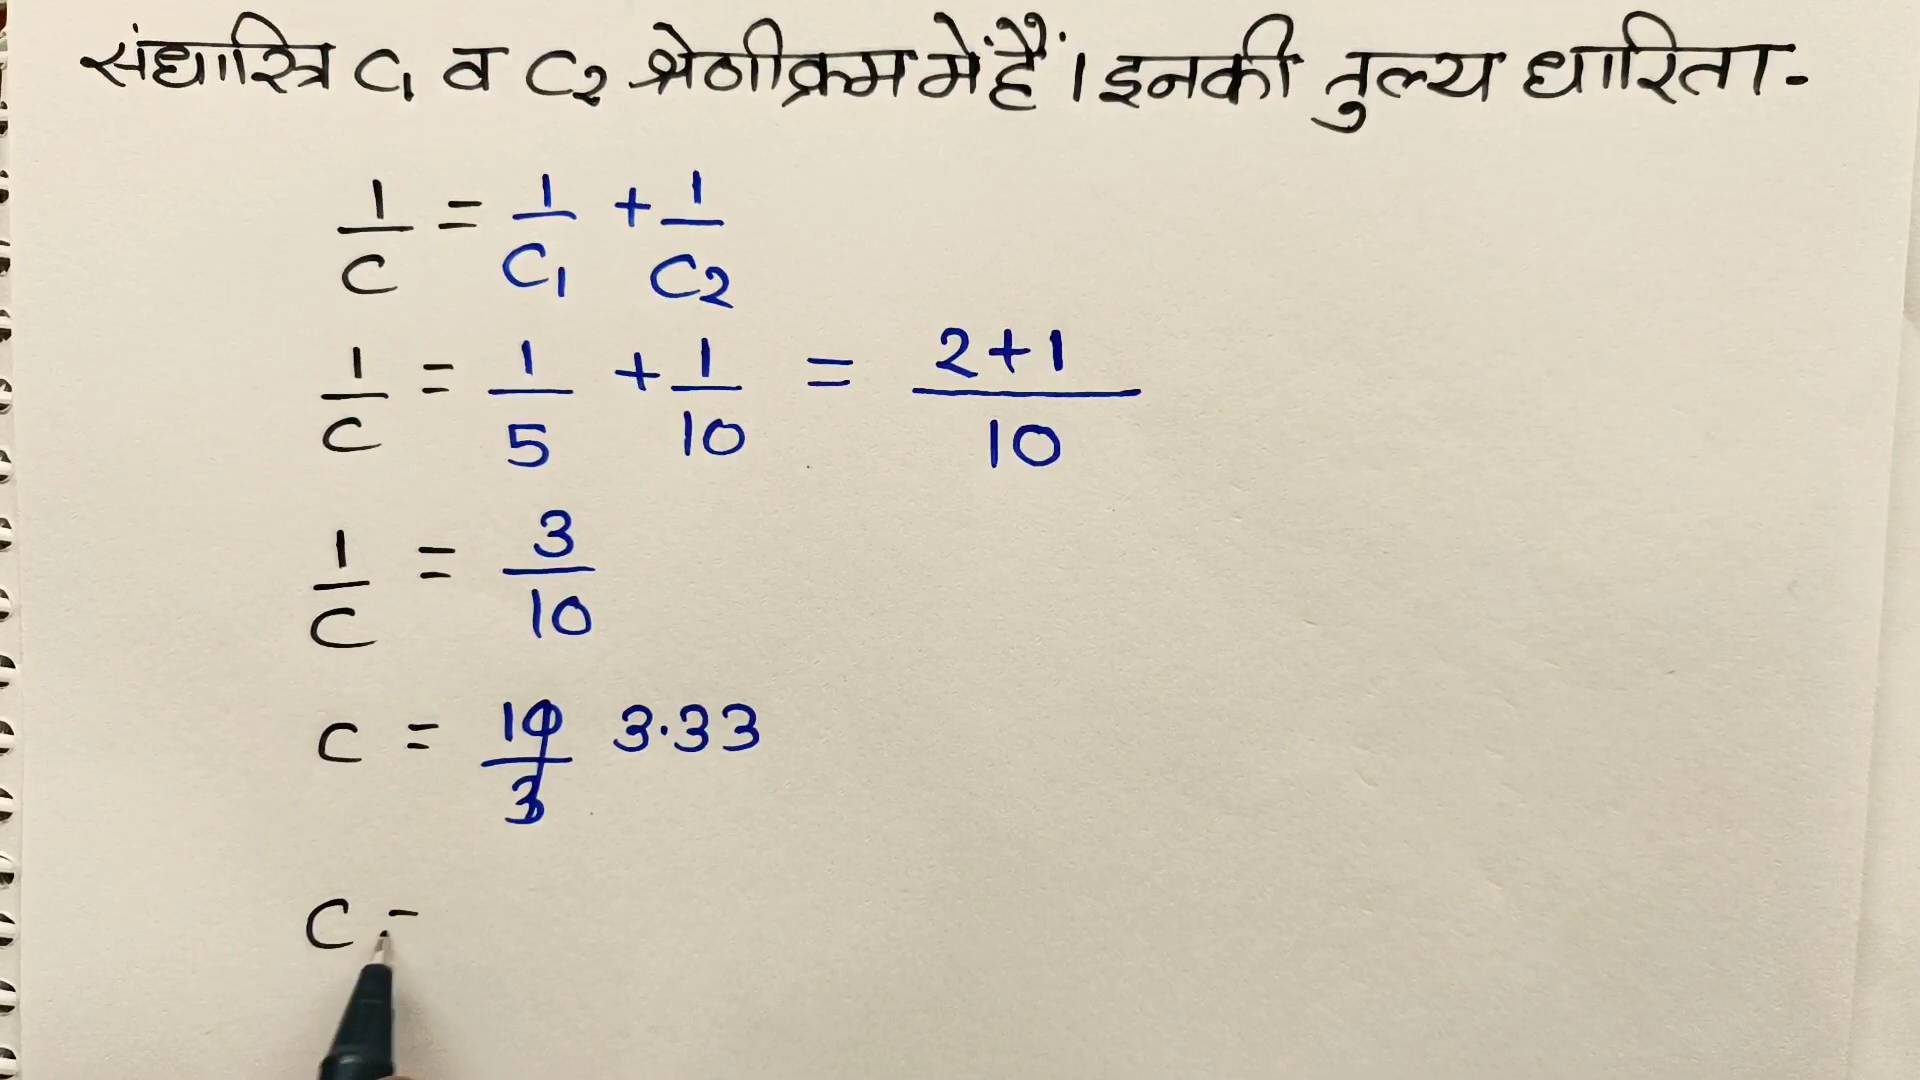 संधारित्र C₁ व C₂ श्रेणीक्रम में हैं। इनकी तुल्य धारिता-
1/C = 1/C₁ + 1/C₂
1/C = 1/5 + 1/10 = 2+1/10
1/C = 3/10
C = 10/3 3.33
C =